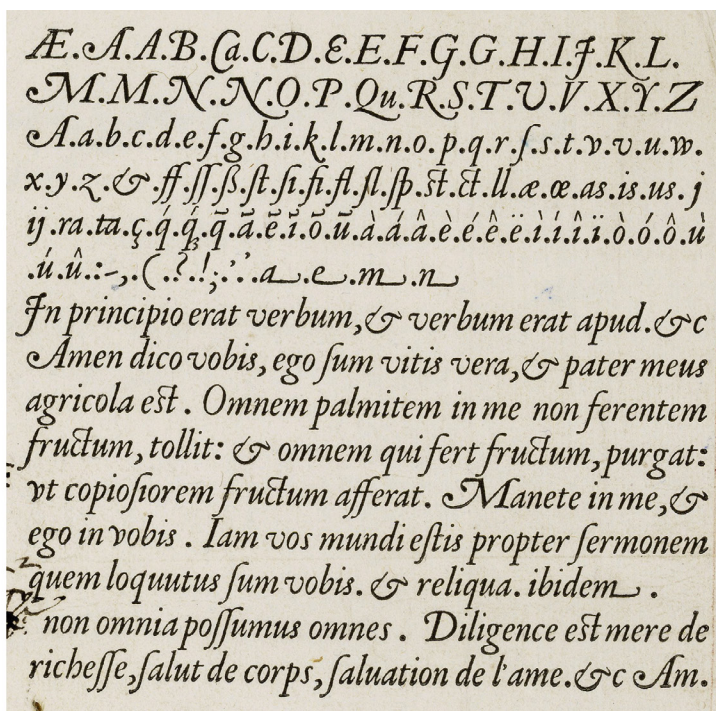 Æ.A.A.B.Ca.C.D.E.E.F.G.G.H.I.J.K.L.
M.M.N.N.O.P.Qu.R.S.T.U.V.X.Y.Z
A.a.b.c.d.e.f.g.h.i.k.l.m.n.o.p.q.r.ſ.s.t.v.v.u.w.
x.y.z.&.ff.ſſ.ß.ſt.ſi.fi.fl.ſl.ſp.st.ct.ll.æ.œ.as.is.us.j
ij.ra.ta.ç.q́.q́ꝫ.q̃.ã.ẽ.ĩ.õ.ũ.à.á.â.è.é.ê.ë.ì.í.î.ï.ò.ó.ô.ù
.ú.û.:-,.(.?.!;.’.‘.a .e .m .n
In principio erat verbum,& verbum erat apud.&c
Amen dico vobis, ego ſum vitis vera,& pater meus
agricola est. Omnem palmitem in me non ferentem
fructum, tollit: & omnem qui fert fructum, purgat:
vt copioſiorem fructum afferat. Manete in me,&
ego in vobis. Iam vos mundi eſtis propter ſermonem
quem loquutus ſum vobis. & reliqua. ibidem .
non omnia poſſumus omnes. Diligence est mere de
richeſſe, ſalut de corps, ſaluation de l'ame.&c Am.